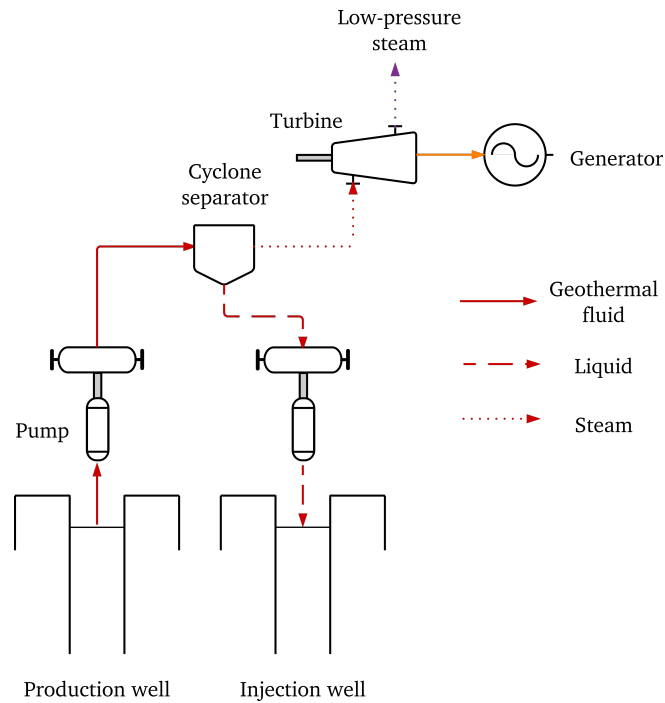 Low-pressure
steam
Turbine
Generator
Cyclone
separator
Geothermal
fluid
Liquid
Steam
Pump
Production well
Injection well